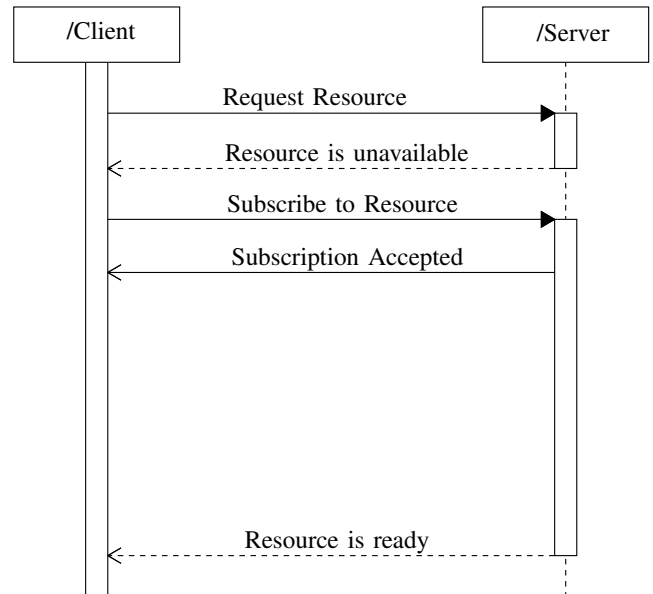 /Client
/Server
Request Resource
Resource is unavailable
Subscribe to Resource
Subscription Accepted
Resource is ready